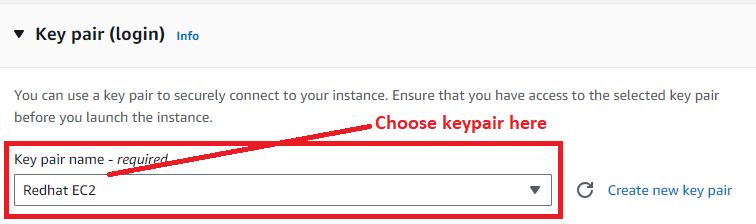 Key pair (login) Info
You can use a key pair to securely connect to your instance. Ensure that you have access to the selected key pair
before you launch the instance.
Choose keypair here
Key pair name - required
Redhat EC2
Create new key pair